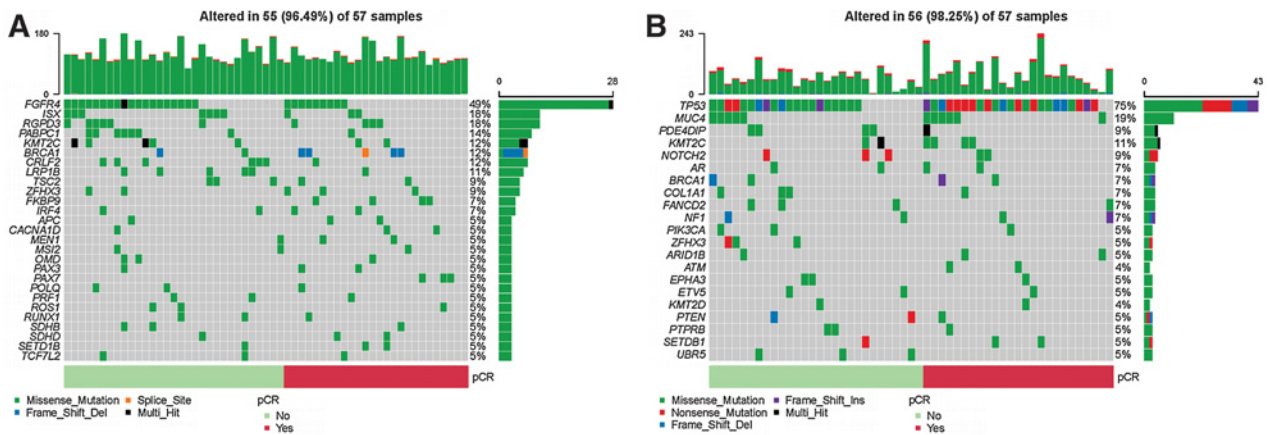 A
Altered in 55 (96.49%) of 57 samples
180
0
0
28
FGFR4 49%
ISX 18%
RGPD3 18%
PABPC1 14%
KMT2C 12%
BRCA1 12%
CRLF2 12%
LRP1B 11%
TSC2 9%
ZFHX3 9%
FKBP9 7%
IRF4 7%
APC 5%
CACNA1D 5%
MEN1 5%
MSI2 5%
OMD 5%
PAX3 5%
PAX7 5%
POLQ 5%
PRF1 5%
ROS1 5%
RUNX1 5%
SDHB 5%
SDHD 5%
SETD1B 5%
TCF7L2 5%
pCR
Missense_Mutation
Splice_Site
Frame_Shift_Del
Multi_Hit
pCR
No
Yes
B
Altered in 56 (98.25%) of 57 samples
243
0
0
43
TP53 75%
MUC4 19%
PDE4DIP 9%
KMT2C 11%
NOTCH2 9%
AR 7%
BRCA1 7%
COL1A1 7%
FANCD2 7%
NF1 7%
PIK3CA 5%
ZFHX3 5%
ARID1B 5%
ATM 4%
EPHA3 5%
ETV5 5%
KMT2D 4%
PTEN 5%
PTPRB 5%
SETDB1 5%
UBR5 5%
pCR
Missense_Mutation
Frame_Shift_Ins
Nonsense_Mutation
Multi_Hit
Frame_Shift_Del
pCR
No
Yes